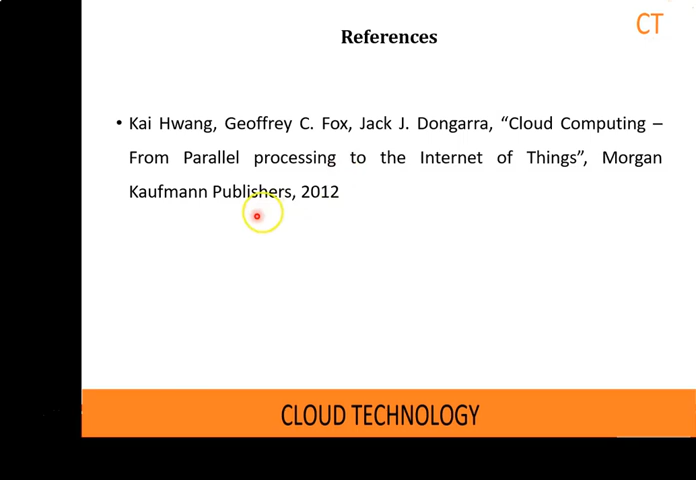 CT
References
• Kai Hwang, Geoffrey C. Fox, Jack J. Dongarra, “Cloud Computing –
From Parallel processing to the Internet of Things”, Morgan
Kaufmann Publishers, 2012
CLOUD TECHNOLOGY